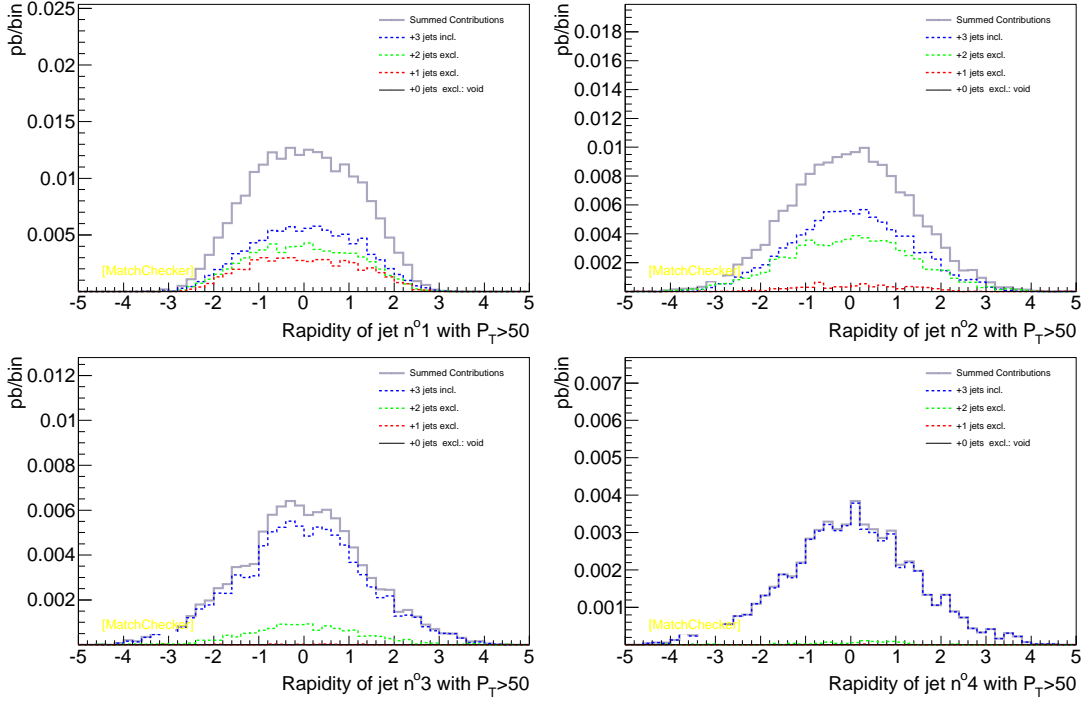 pb/bin
0.025
0.02
0.015
0.01
0.005
Summed Contributions
+3 jets incl.
+2 jets excl.
+1 jets excl.
+0 jets excl.: void
[MatchChecker]
-5 -4 -3 -2 -1 0 1 2 3 4 5
Rapidity of jet nº1 with P_T>50
pb/bin
0.018
0.016
0.014
0.012
0.01
0.008
0.006
0.004
0.002
Summed Contributions
+3 jets incl.
+2 jets excl.
+1 jets excl.
+0 jets excl.: void
[MatchChecker]
-5 -4 -3 -2 -1 0 1 2 3 4 5
Rapidity of jet nº2 with P_T>50
pb/bin
0.012
0.01
0.008
0.006
0.004
0.002
Summed Contributions
+3 jets incl.
+2 jets excl.
+1 jets excl.
+0 jets excl.: void
[MatchChecker]
-5 -4 -3 -2 -1 0 1 2 3 4 5
Rapidity of jet nº3 with P_T>50
pb/bin
0.007
0.006
0.005
0.004
0.003
0.002
0.001
Summed Contributions
+3 jets incl.
+2 jets excl.
+1 jets excl.
+0 jets excl.: void
[MatchChecker]
-5 -4 -3 -2 -1 0 1 2 3 4 5
Rapidity of jet nº4 with P_T>50